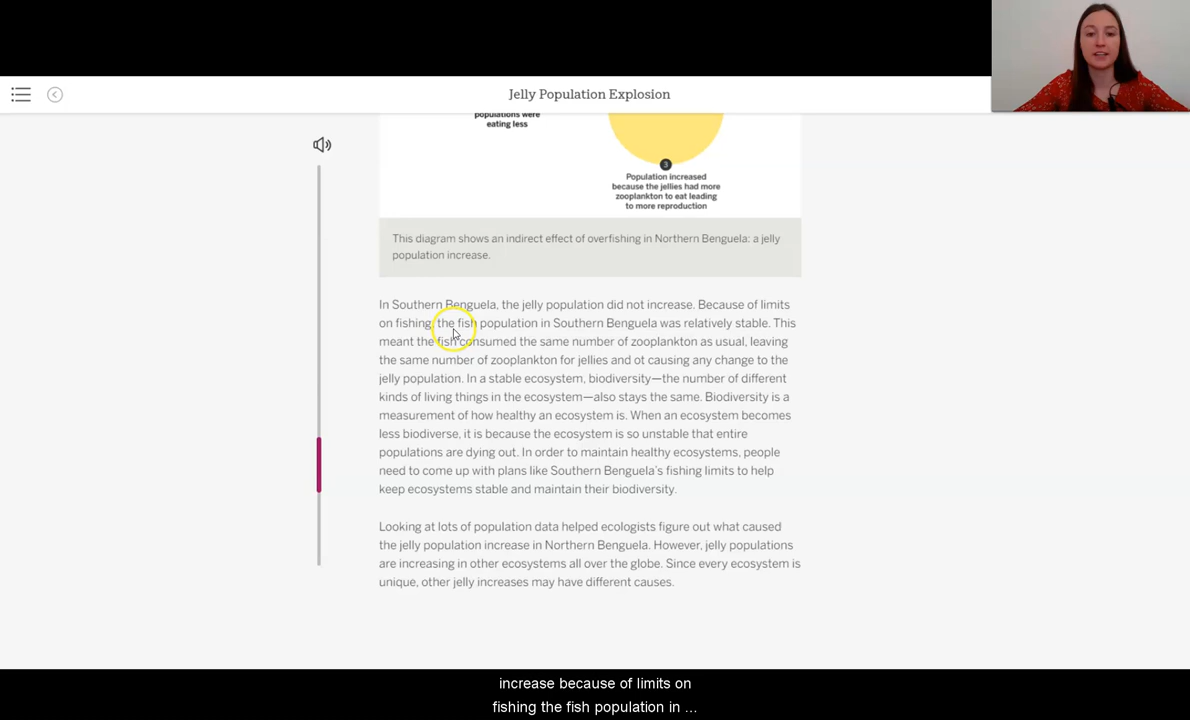 Jelly Population Explosion
populations were
eating less
3
Population increased
because the jellies had more
zooplankton to eat leading
to more reproduction
This diagram shows an indirect effect of overfishing in Northern Benguela: a jelly
population increase.
In Southern Benguela, the jelly population did not increase. Because of limits
on fishing the fish population in Southern Benguela was relatively stable. This
meant the fish consumed the same number of zooplankton as usual, leaving
the same number of zooplankton for jellies and ot causing any change to the
jelly population. In a stable ecosystem, biodiversity—the number of different
kinds of living things in the ecosystem—also stays the same. Biodiversity is a
measurement of how healthy an ecosystem is. When an ecosystem becomes
less biodiverse, it is because the ecosystem is so unstable that entire
populations are dying out. In order to maintain healthy ecosystems, people
need to come up with plans like Southern Benguela's fishing limits to help
keep ecosystems stable and maintain their biodiversity.
Looking at lots of population data helped ecologists figure out what caused
the jelly population increase in Northern Benguela. However, jelly populations
are increasing in other ecosystems all over the globe. Since every ecosystem is
unique, other jelly increases may have different causes.
increase because of limits on
fishing the fish population in ...